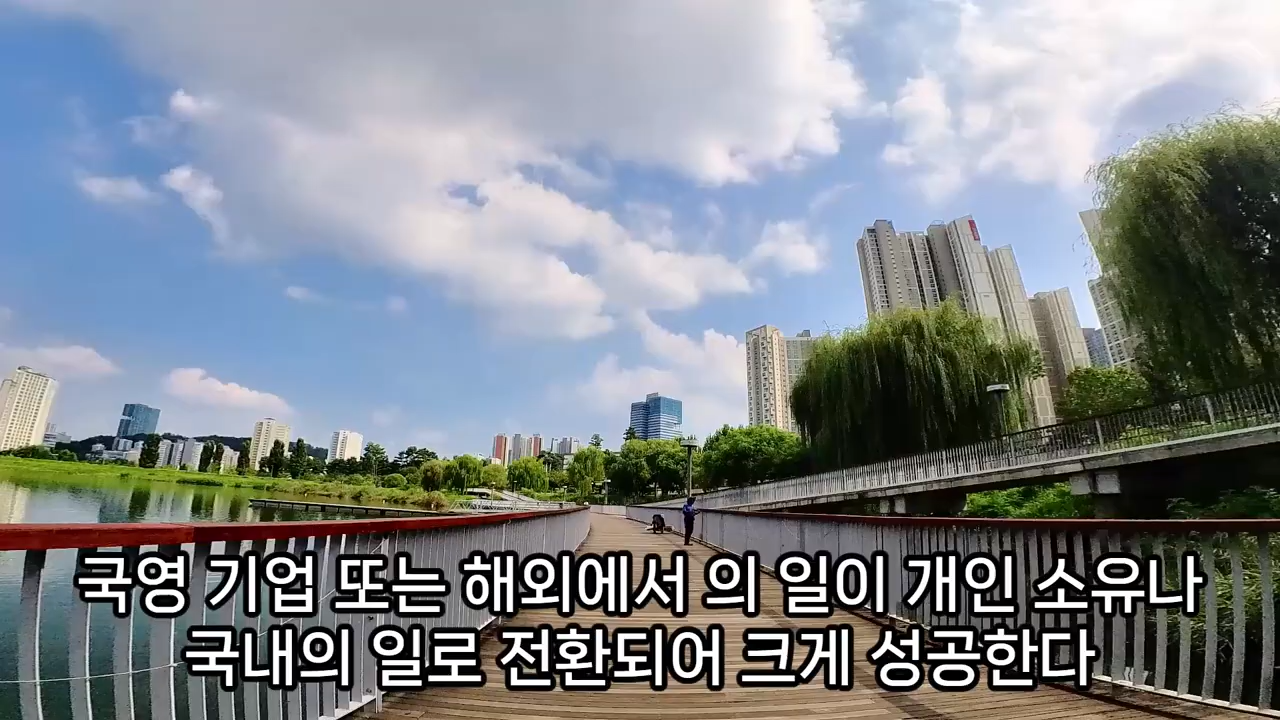 국영 기업 또는 해외에서 의 일이 개인 소유나
국내의 일로 전환되어 크게 성공한다